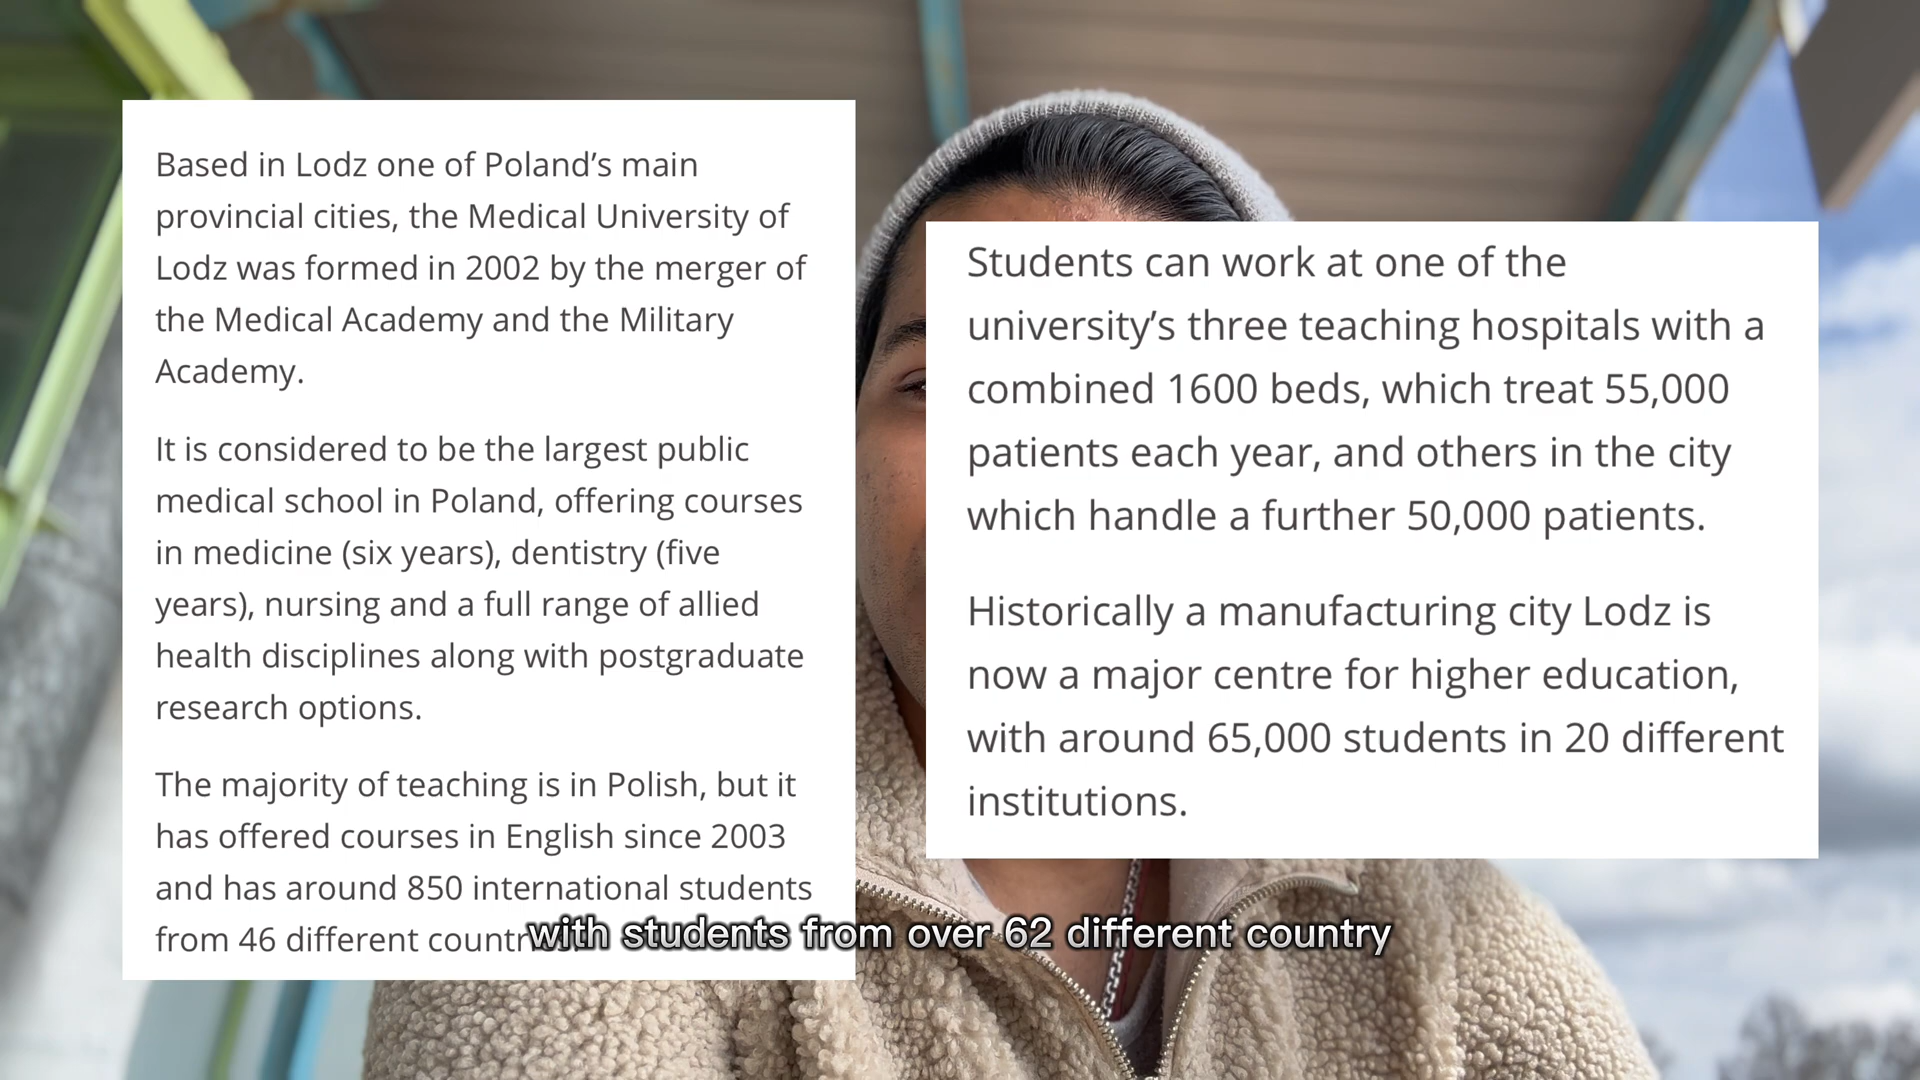 Based in Lodz one of Poland’s main
provincial cities, the Medical University of
Lodz was formed in 2002 by the merger of
the Medical Academy and the Military
Academy.
It is considered to be the largest public
medical school in Poland, offering courses
in medicine (six years), dentistry (five
years), nursing and a full range of allied
health disciplines along with postgraduate
research options.
The majority of teaching is in Polish, but it
has offered courses in English since 2003
and has around 850 international students
from 46 different
Students can work at one of the
university’s three teaching hospitals with a
combined 1600 beds, which treat 55,000
patients each year, and others in the city
which handle a further 50,000 patients.
Historically a manufacturing city Lodz is
now a major centre for higher education,
with around 65,000 students in 20 different
institutions.
with students from over 62 different country